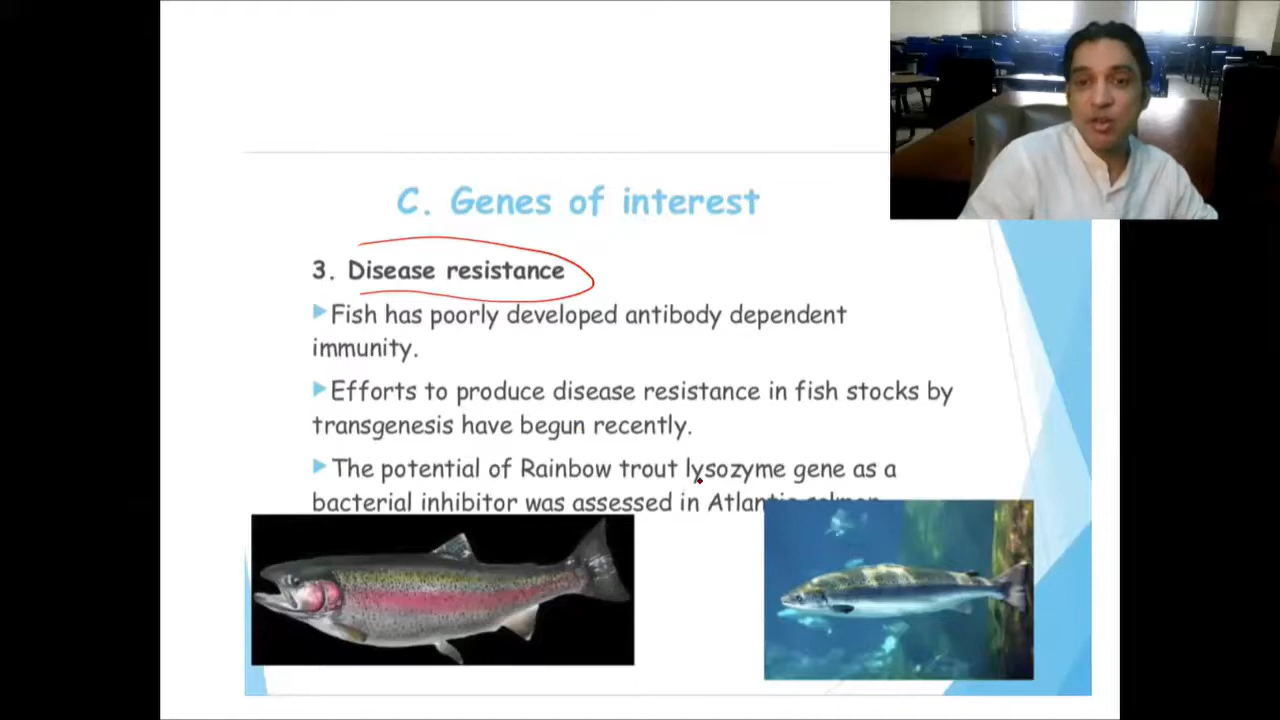 C. Genes of interest
3. Disease resistance
Fish has poorly developed antibody dependent
immunity.
Efforts to produce disease resistance in fish stocks by
transgenesis have begun recently.
The potential of Rainbow trout lysozyme gene as a
bacterial inhibitor was assessed in Atlantic salmon